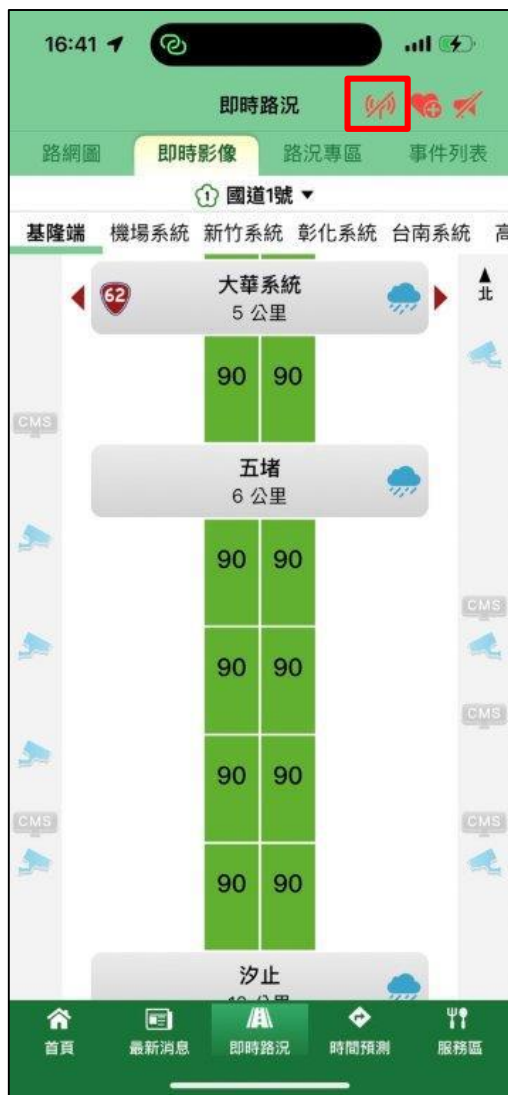 16:41
即時路況
路網圖 即時影像 路況專區 事件列表
1 國道1號
基隆端 機場系統 新竹系統 彰化系統 台南系統 高
62 大華系統
5 公里
北
90 90
CMS
五堵
6 公里
90 90
CMS
90 90
CMS
90 90
CMS CMS
90 90
汐止
首頁 最新消息 即時路況 時間預測 服務區